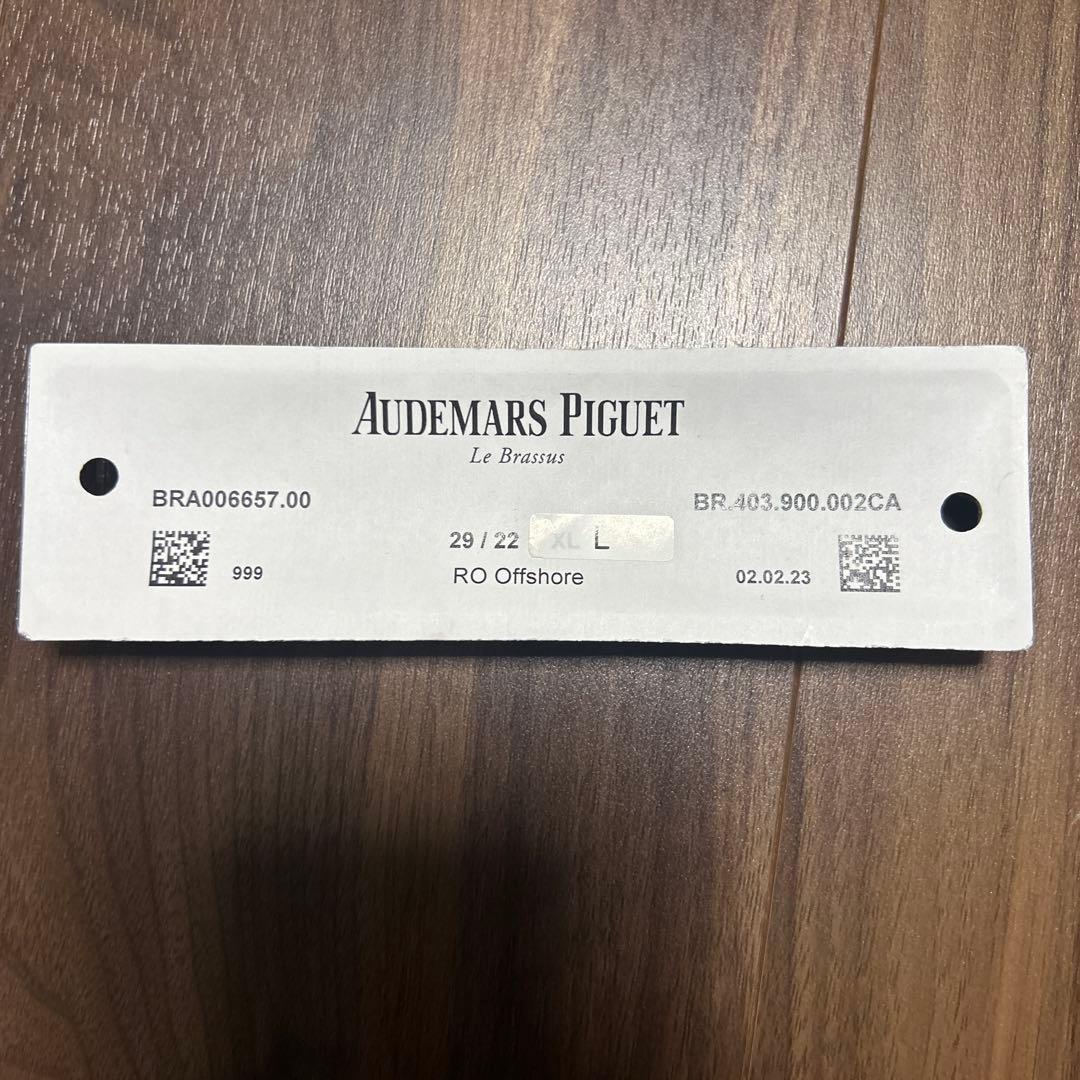 AUDEMARS PIGUET
Le Brassus
BRA006657.00
BR.403.900.002CA
29 / 22 XL L
999
RO Offshore
02.02.23